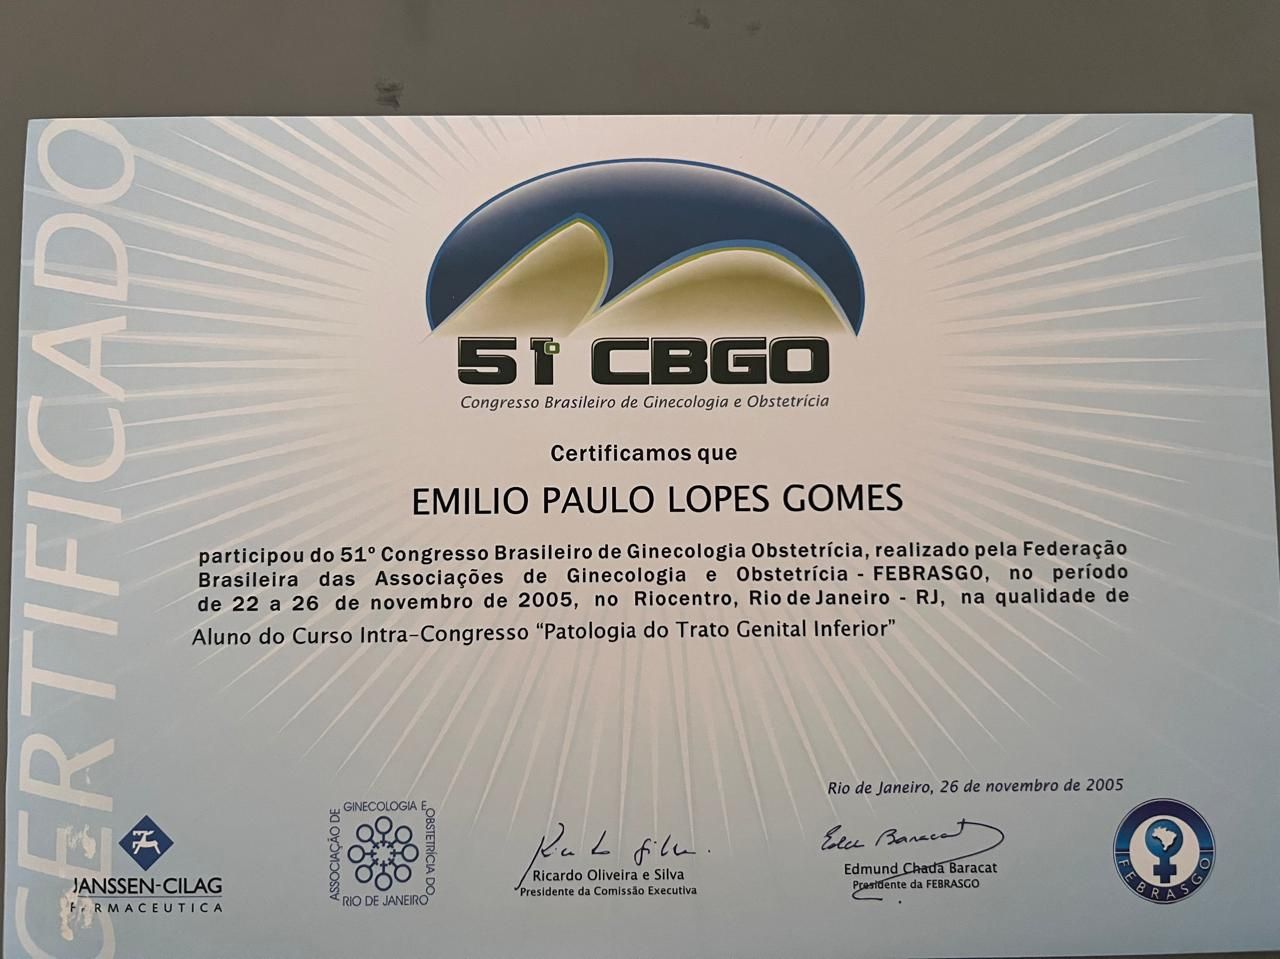 CERTIFICADO
51º CBGO
Congresso Brasileiro de Ginecologia e Obstetrícia
Certificamos que
EMILIO PAULO LOPES GOMES
participou do 51º Congresso Brasileiro de Ginecologia Obstetrícia, realizado pela Federação
Brasileira das Associações de Ginecologia e Obstetrícia - FEBRASGO, no período
de 22 a 26 de novembro de 2005, no Riocentro, Rio de Janeiro - RJ, na qualidade de
Aluno do Curso Intra-Congresso “Patologia do Trato Genital Inferior”
Rio de Janeiro, 26 de novembro de 2005
JANSSEN-CILAG
FARMACEUTICA
ASSOCIAÇÃO DE
GINECOLOGIA E
OBSTETRÍCIA DO
RIO DE JANEIRO
Ricardo Oliveira e Silva
Presidente da Comissão Executiva
Edmund Chada Baracat
Presidente da FEBRASGO
FEBRASGO